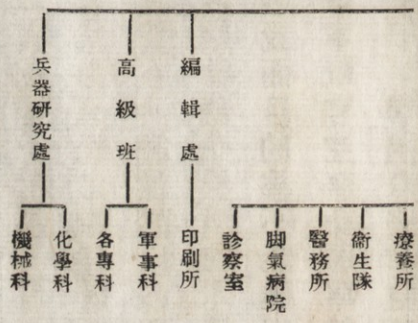 編輯處
高級班
兵器研究處
療養所
衞生隊
醫務所
脚氣病院
診察室
印刷所
軍事科
各專科
化學科
機械科